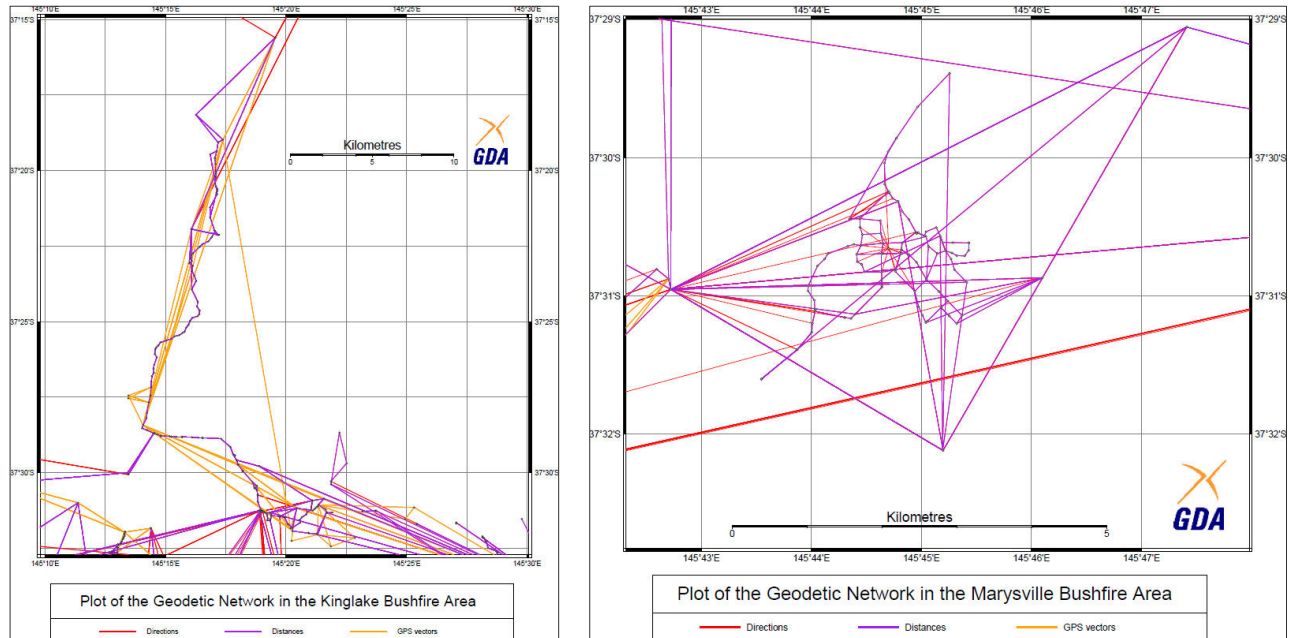 145°10'E 145°15'E 145°20'E 145°25'E 145°30'E
37°15'S 37°15'S
Kilometres
0 5 10
GDA
37°20'S 37°20'S
37°25'S 37°25'S
37°30'S 37°30'S
145°10'E 145°15'E 145°20'E 145°25'E 145°30'E
Plot of the Geodetic Network in the Kinglake Bushfire Area
Directions Distances GPS vectors
145°43'E 145°44'E 145°45'E 145°46'E 145°47'E
37°29'S 37°29'S
37°30'S 37°30'S
37°31'S 37°31'S
37°32'S 37°32'S
GDA
Kilometres
0 5
145°43'E 145°44'E 145°45'E 145°46'E 145°47'E
Plot of the Geodetic Network in the Marysville Bushfire Area
Directions Distances GPS vectors